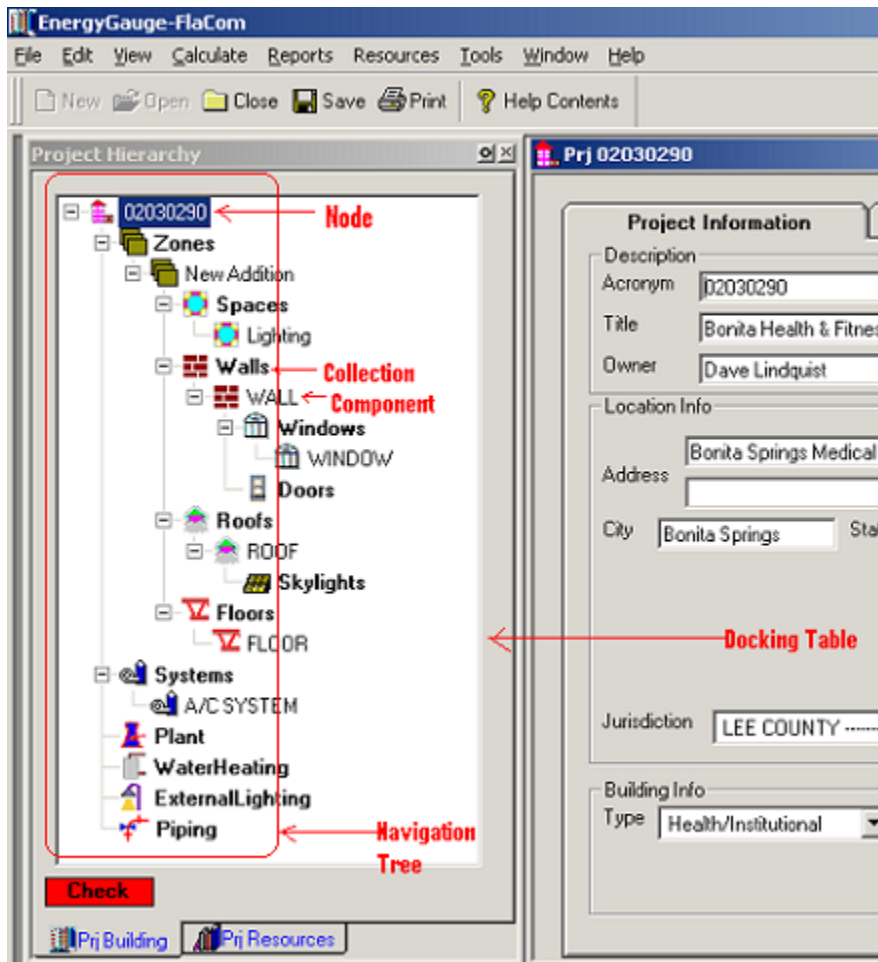 EnergyGauge-FlaCom
File Edit View Calculate Reports Resources Tools Window Help
New Open Close Save Print Help Contents
Project Hierarchy
Prj 02030290
02030290
Node
Zones
New Addition
Spaces
Lighting
Walls
Collection
WALL
Component
Windows
WINDOW
Doors
Roofs
ROOF
Skylights
Floors
FLOOR
Systems
A/C SYSTEM
Plant
WaterHeating
ExternalLighting
Piping
Navigation
Tree
Docking Table
Check
Prj Building Prj Resources
Project Information
Description
Acronym 02030290
Title Bonita Health & Fitnes
Owner Dave Lindquist
Location Info
Bonita Springs Medical
Address
City Bonita Springs Stat
Jurisdiction LEE COUNTY -------
Building Info
Type Health/Institutional